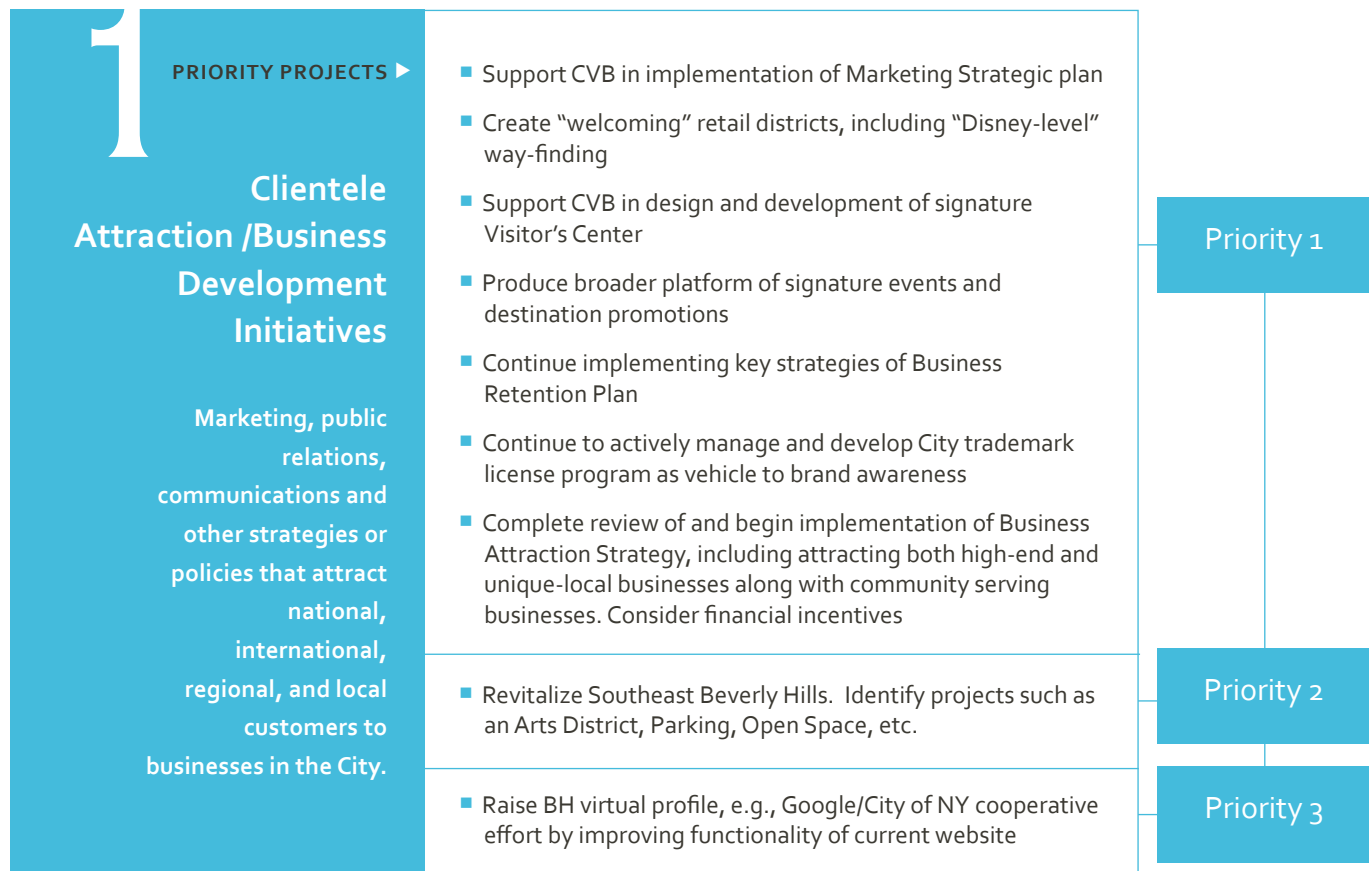 1
PRIORITY PROJECTS ▶
Clientele
Attraction /Business
Development
Initiatives
Marketing, public
relations,
communications and
other strategies or
policies that attract
national,
international,
regional, and local
customers to
businesses in the City.
■ Support CVB in implementation of Marketing Strategic plan
■ Create “welcoming” retail districts, including “Disney-level”
way-finding
■ Support CVB in design and development of signature
Visitor’s Center
■ Produce broader platform of signature events and
destination promotions
■ Continue implementing key strategies of Business
Retention Plan
■ Continue to actively manage and develop City trademark
license program as vehicle to brand awareness
■ Complete review of and begin implementation of Business
Attraction Strategy, including attracting both high-end and
unique-local businesses along with community serving
businesses. Consider financial incentives
Priority 1
■ Revitalize Southeast Beverly Hills. Identify projects such as
an Arts District, Parking, Open Space, etc.
Priority 2
■ Raise BH virtual profile, e.g., Google/City of NY cooperative
effort by improving functionality of current website
Priority 3